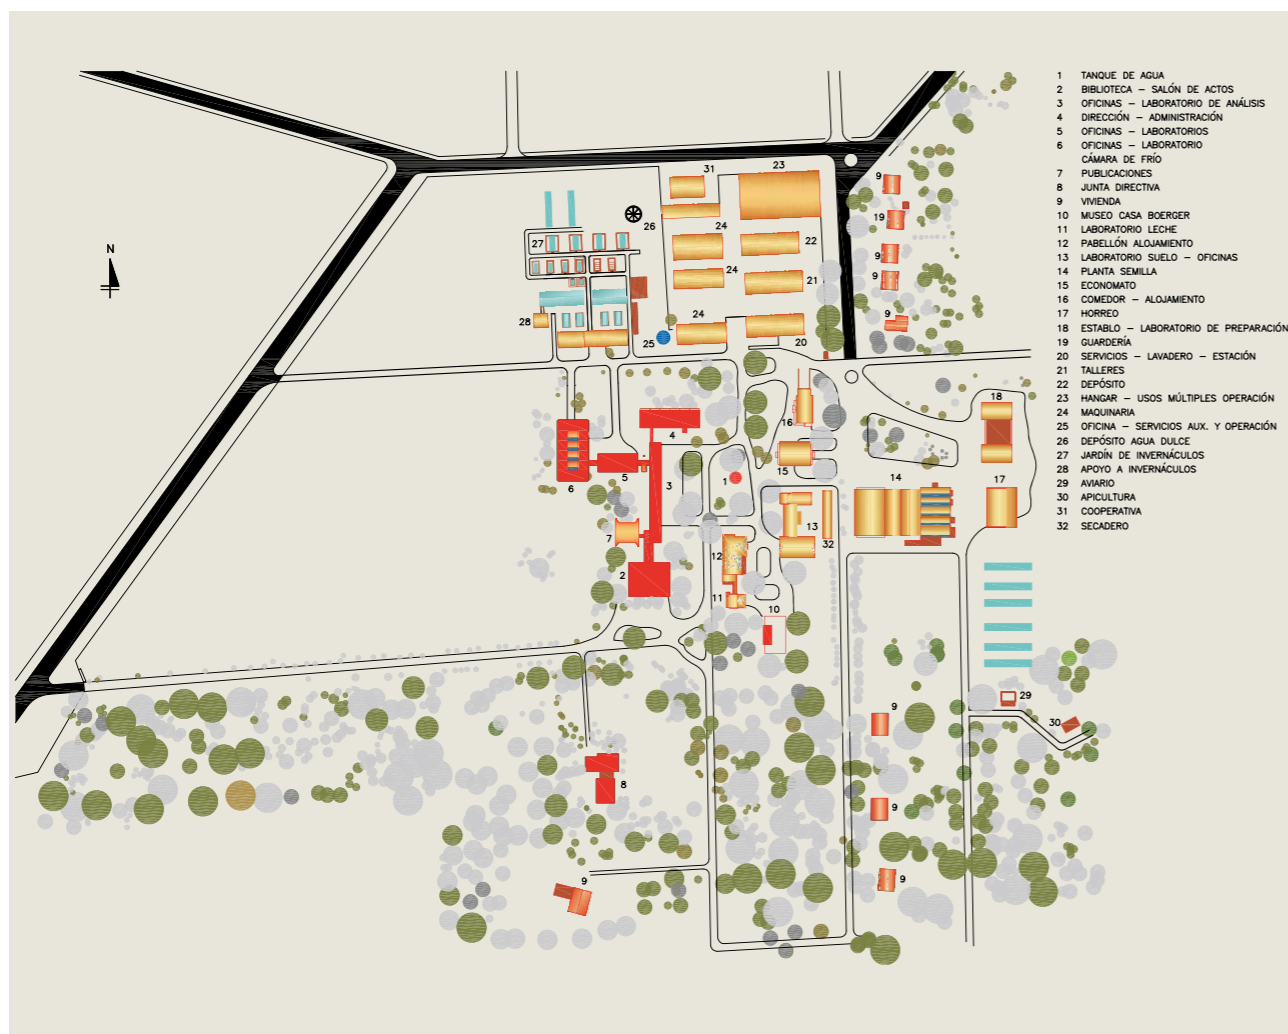 1 TANQUE DE AGUA
2 BIBLIOTECA – SALÓN DE ACTOS
3 OFICINAS – LABORATORIO DE ANÁLISIS
4 DIRECCIÓN – ADMINISTRACIÓN
5 OFICINAS – LABORATORIOS
6 OFICINAS – LABORATORIO
CÁMARA DE FRÍO
7 PUBLICACIONES
8 JUNTA DIRECTIVA
9 VIVIENDA
10 MUSEO CASA BOERGER
11 LABORATORIO LECHE
12 PABELLÓN ALOJAMIENTO
13 LABORATORIO SUELO – OFICINAS
14 PLANTA SEMILLA
15 ECONOMATO
16 COMEDOR – ALOJAMIENTO
17 HORREO
18 ESTABLO – LABORATORIO DE PREPARACIÓN
19 GUARDERÍA
20 SERVICIOS – LAVADERO – ESTACIÓN
21 TALLERES
22 DEPÓSITO
23 HANGAR – USOS MÚLTIPLES OPERACIÓN
24 MAQUINARIA
25 OFICINA – SERVICIOS AUX. Y OPERACIÓN
26 DEPÓSITO AGUA DULCE
27 JARDÍN DE INVERNÁCULOS
28 APOYO A INVERNÁCULOS
29 AVIARIO
30 APICULTURA
31 COOPERATIVA
32 SECADERO
N
31
23
9
19
26
24
22
27
9
24
9
21
28
24
9
25
20
18
16
4
15
14
17
6
5
3
1
7
13
32
12
2
11
10
29
9
30
8
9
9
9